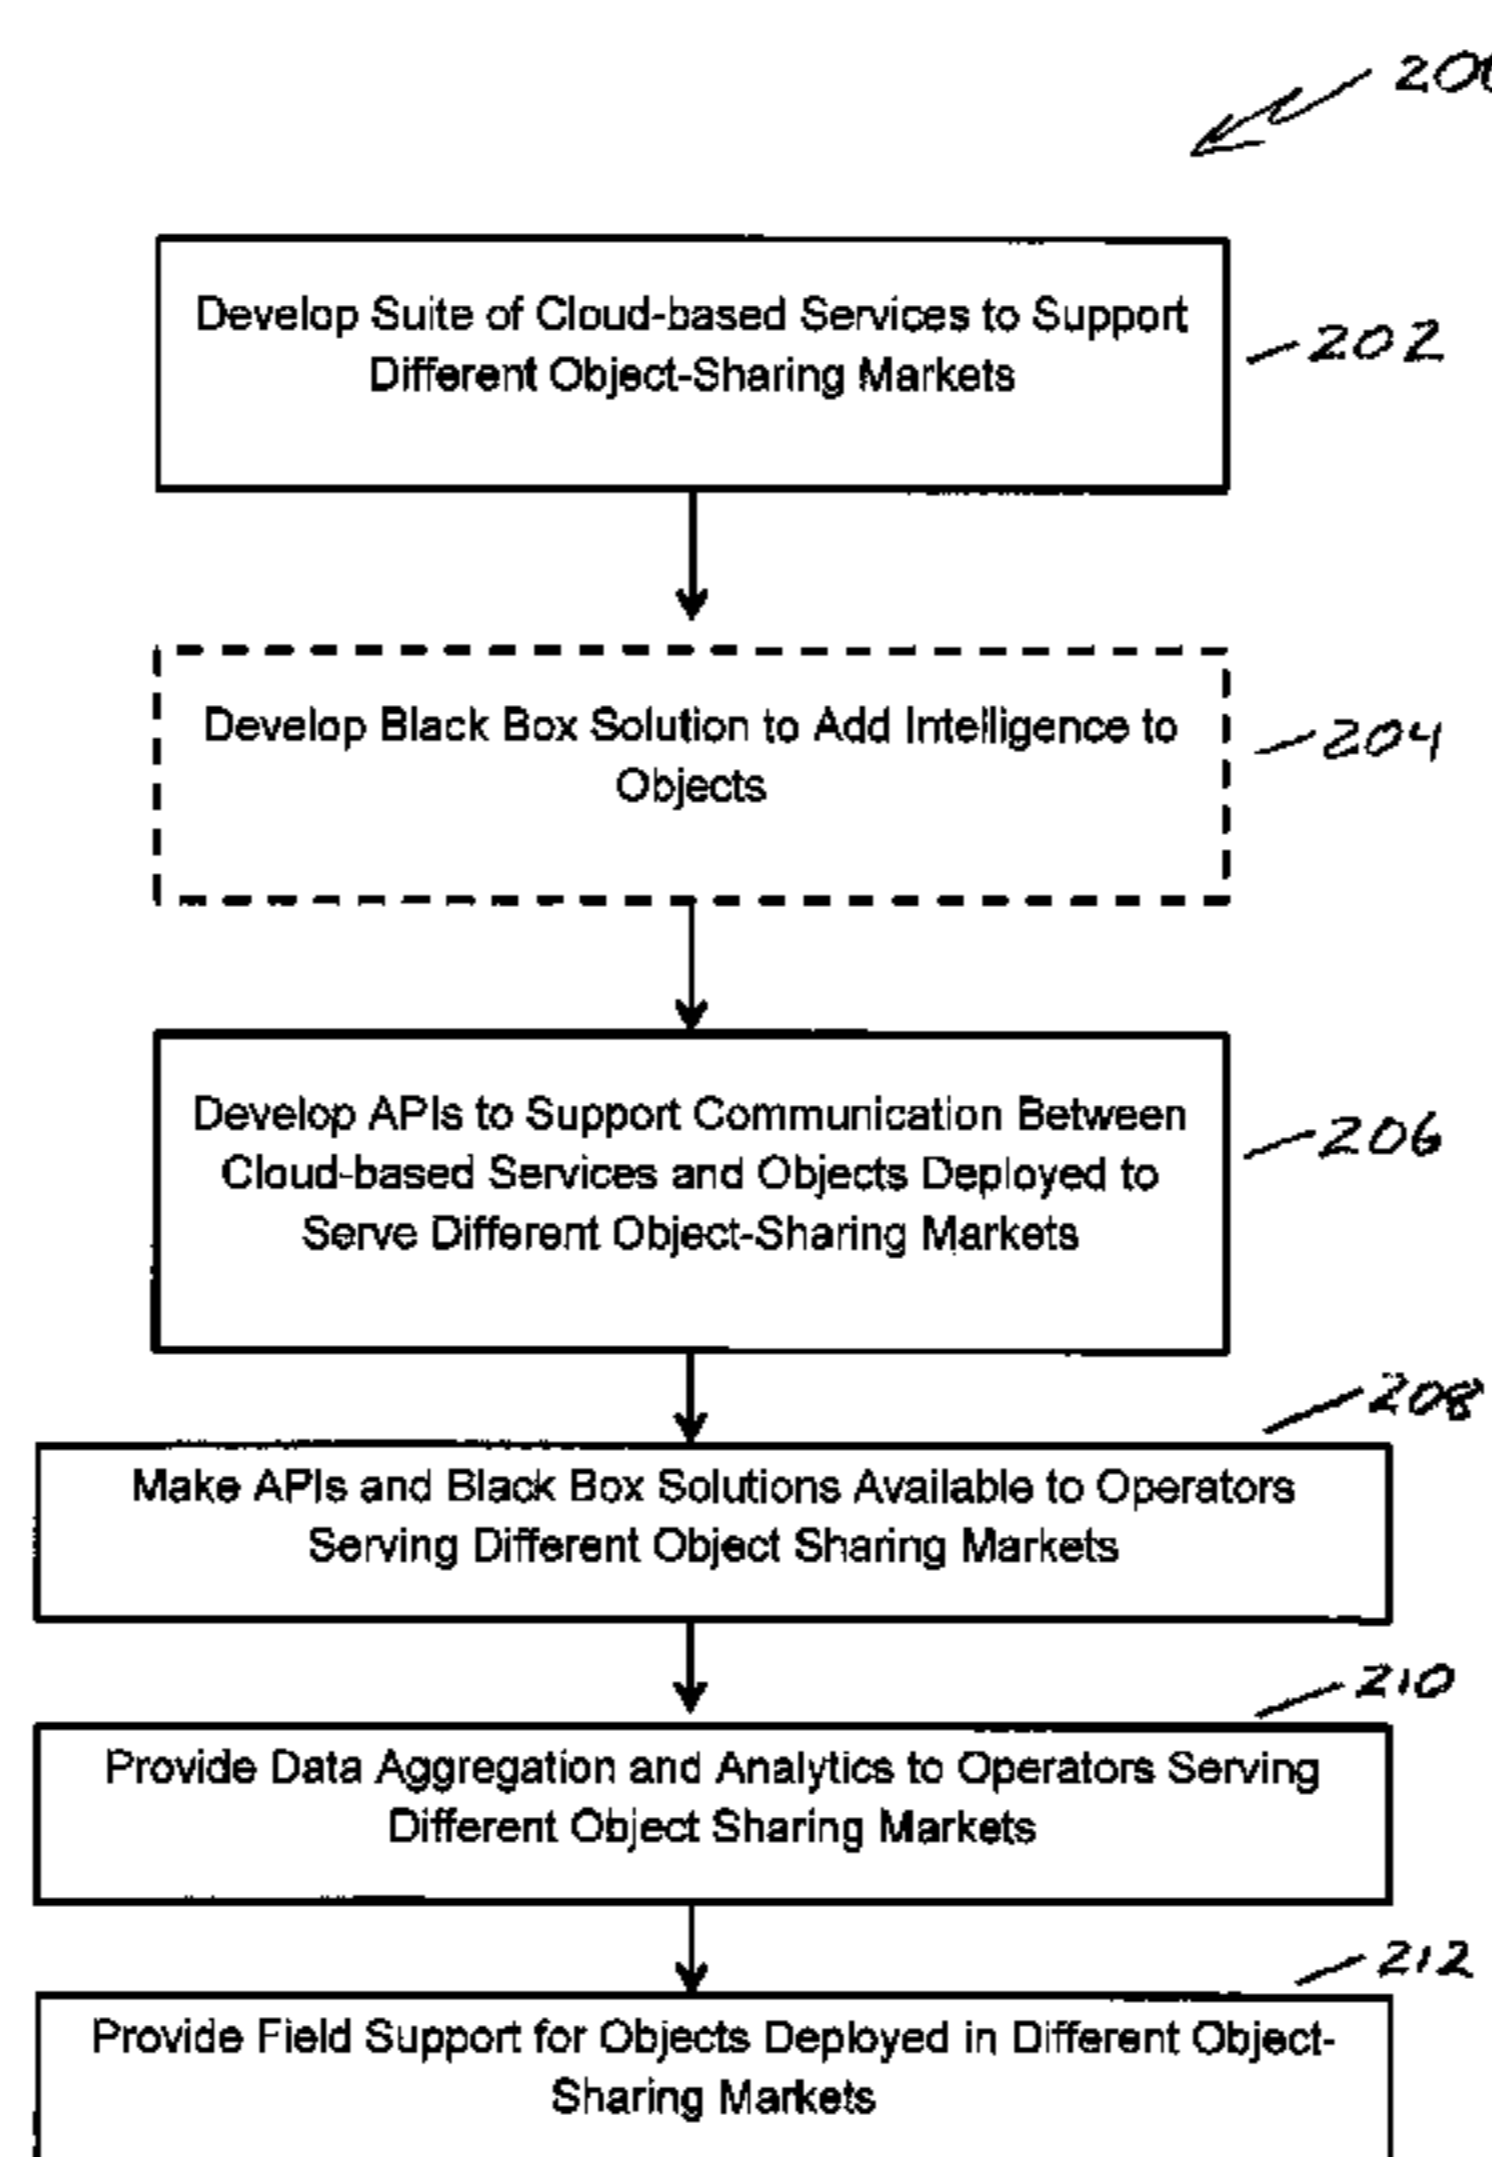 202
Develop Suite of Cloud-based Services to Support
Different Object-Sharing Markets
204
Develop Black Box Solution to Add Intelligence to
Objects
206
Develop APIs to Support Communication Between
Cloud-based Services and Objects Deployed to
Serve Different Object-Sharing Markets
208
Make APIs and Black Box Solutions Available to Operators
Serving Different Object Sharing Markets
210
Provide Data Aggregation and Analytics to Operators Serving
Different Object Sharing Markets
212
Provide Field Support for Objects Deployed in Different Object-
Sharing Markets